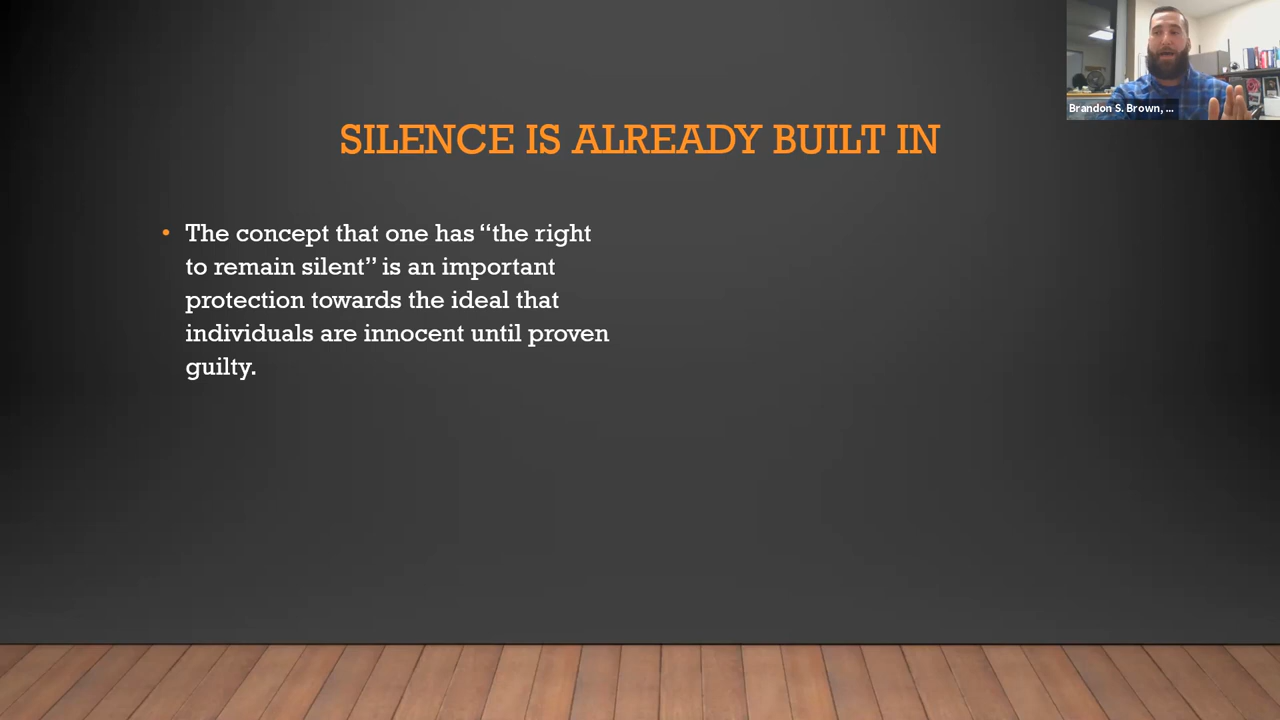 Brandon S. Brown, ...
SILENCE IS ALREADY BUILT IN
• The concept that one has “the right
to remain silent” is an important
protection towards the ideal that
individuals are innocent until proven
guilty.